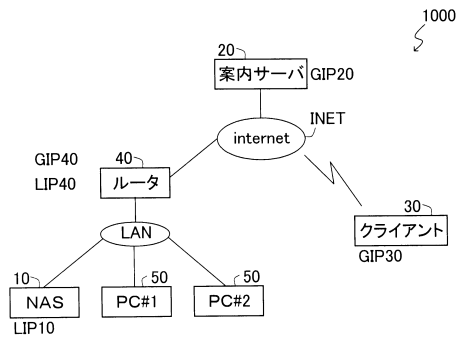 1000
20
案内サーバ GIP20
INET
internet
GIP40
40
LIP40
ルータ
30
クライアント
GIP30
LAN
10
50
50
NAS
PC#1
PC#2
LIP10